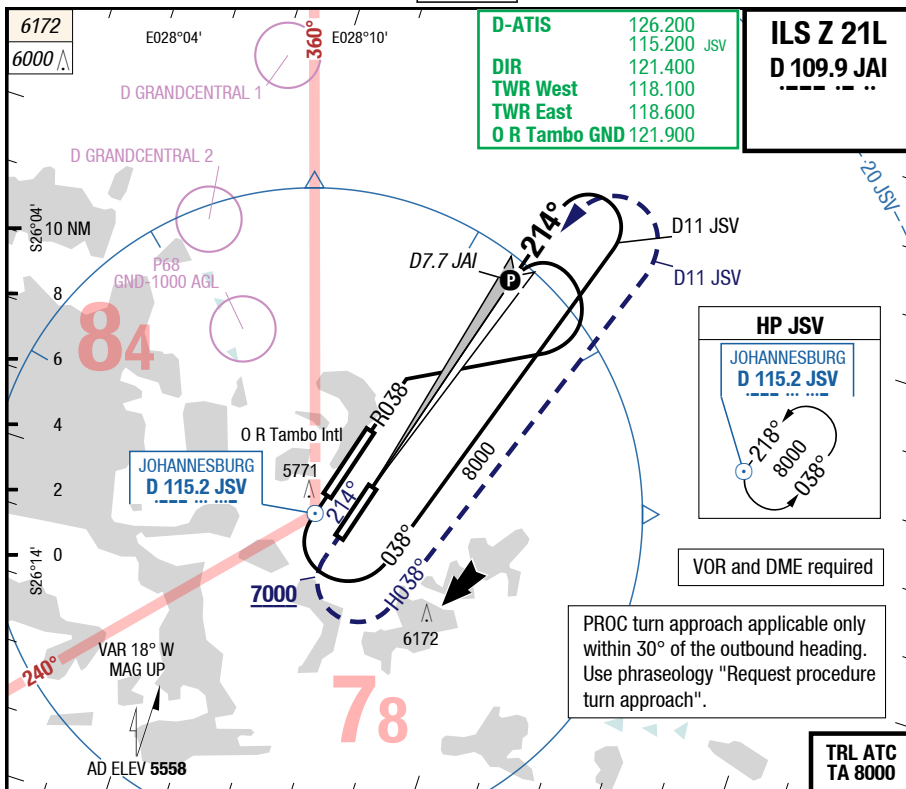 6172
6000
E028°04'
360°
E028°10'
D-ATIS 126.200
115.200 JSV
DIR 121.400
TWR West 118.100
TWR East 118.600
O R Tambo GND 121.900
ILS Z 21L
D 109.9 JAI
D GRANDCENTRAL 1
D GRANDCENTRAL 2
20 JSV
S26°04'
10 NM
P68
GND-1000 AGL
D7.7 JAI
P
214°
D11 JSV
D11 JSV
8
84
6
4
2
0
S26°14'
HP JSV
JOHANNESBURG
D 115.2 JSV
218°
8000
038°
R038
O R Tambo Intl
5771
JOHANNESBURG
D 115.2 JSV
214°
8000
038°
H038°
7000
6172
VOR and DME required
PROC turn approach applicable only
within 30° of the outbound heading.
Use phraseology "Request procedure
turn approach".
240°
VAR 18° W
MAG UP
78
AD ELEV 5558
TRL ATC
TA 8000